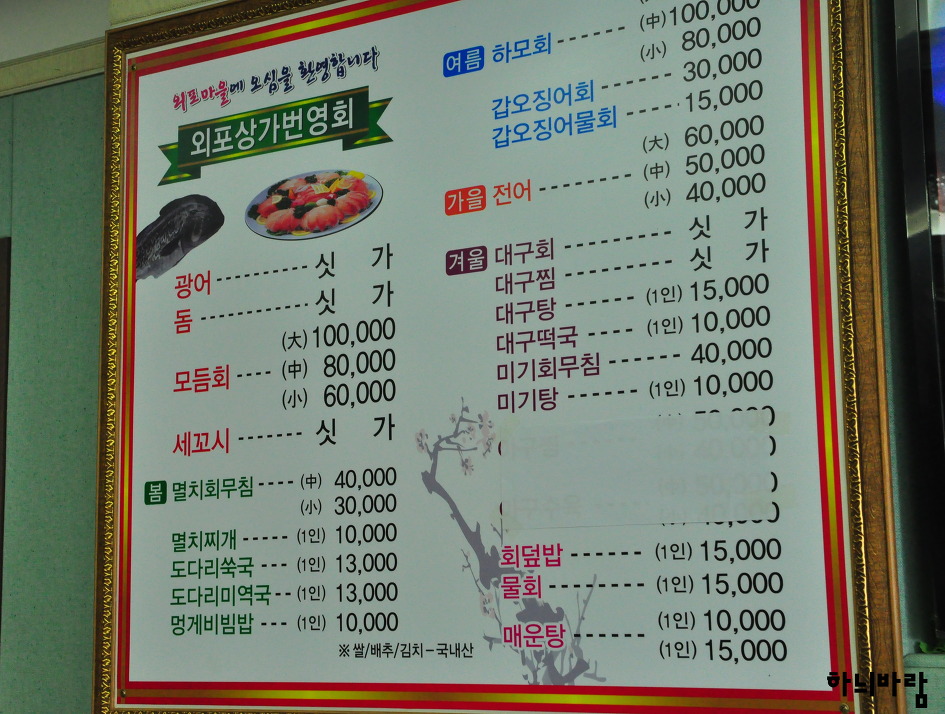 외포마을에 오심을 환영합니다
외포상가번영회
광어 싯 가
돔 싯 가
(大) 100,000
모듬회 (中) 80,000
(小) 60,000
세꼬시 싯 가
봄 멸치회무침 (中) 40,000
(小) 30,000
멸치찌개 (1인) 10,000
도다리쑥국 (1인) 13,000
도다리미역국 (1인) 13,000
멍게비빔밥 (1인) 10,000
※ 쌀/배추/김치-국내산
여름 하모회 (中) 100,000
(小) 80,000
갑오징어회 30,000
갑오징어물회 15,000
(大) 60,000
가을 전어 (中) 50,000
(小) 40,000
겨울 대구회 싯 가
대구찜 싯 가
대구탕 (1인) 15,000
대구떡국 (1인) 10,000
미기회무침 40,000
미기탕 (1인) 10,000
회덮밥 (1인) 15,000
물회 (1인) 15,000
매운탕 (1인) 10,000
(1인) 15,000
하늬바람